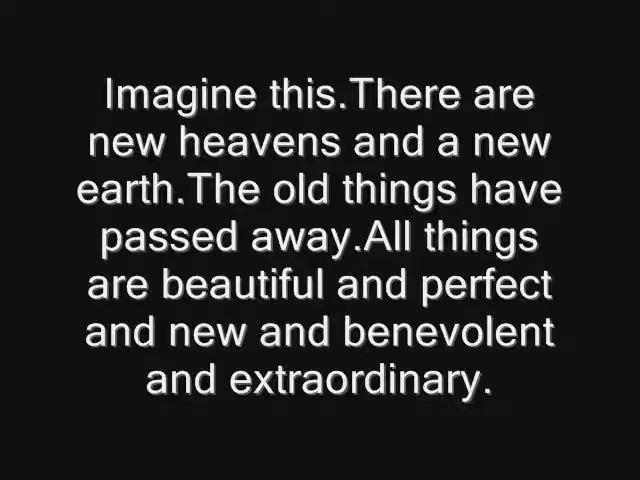 Imagine this.There are
new heavens and a new
earth.The old things have
passed away.All things
are beautiful and perfect
and new and benevolent
and extraordinary.